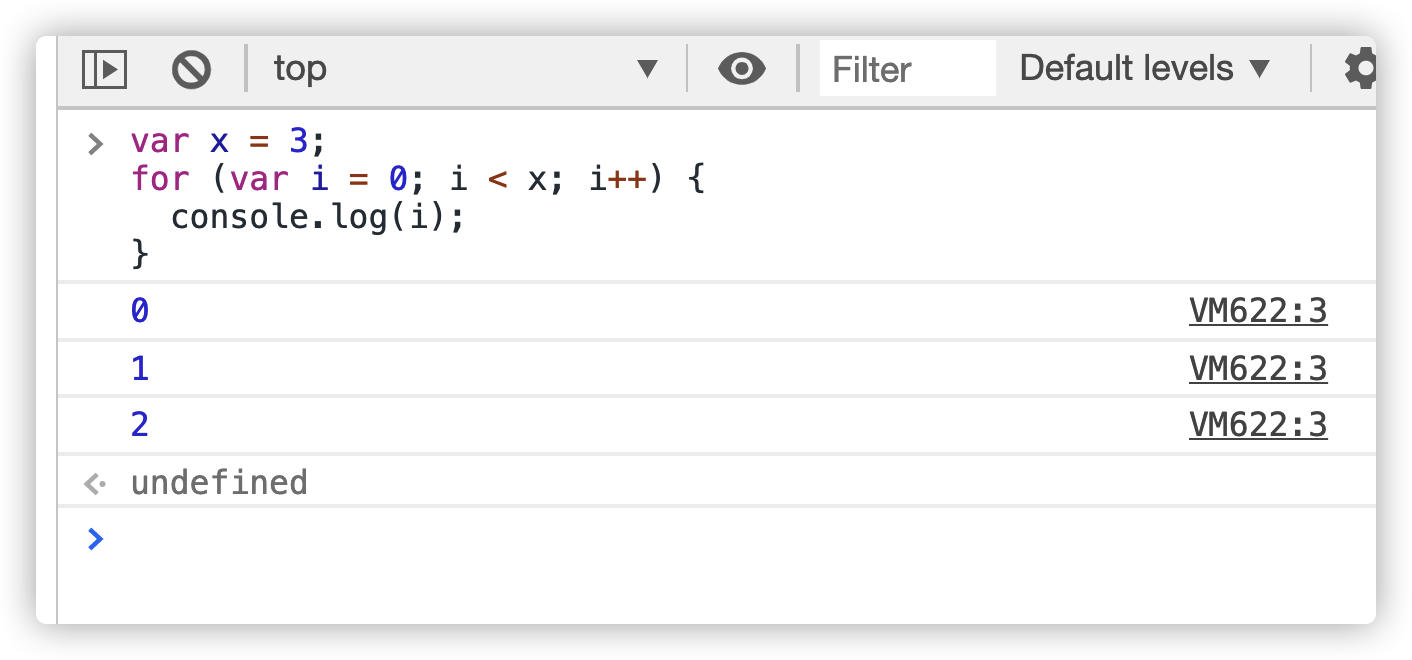 top Filter Default levels
var x = 3;
for (var i = 0; i < x; i++) {
  console.log(i);
}
0 VM622:3
1 VM622:3
2 VM622:3
undefined